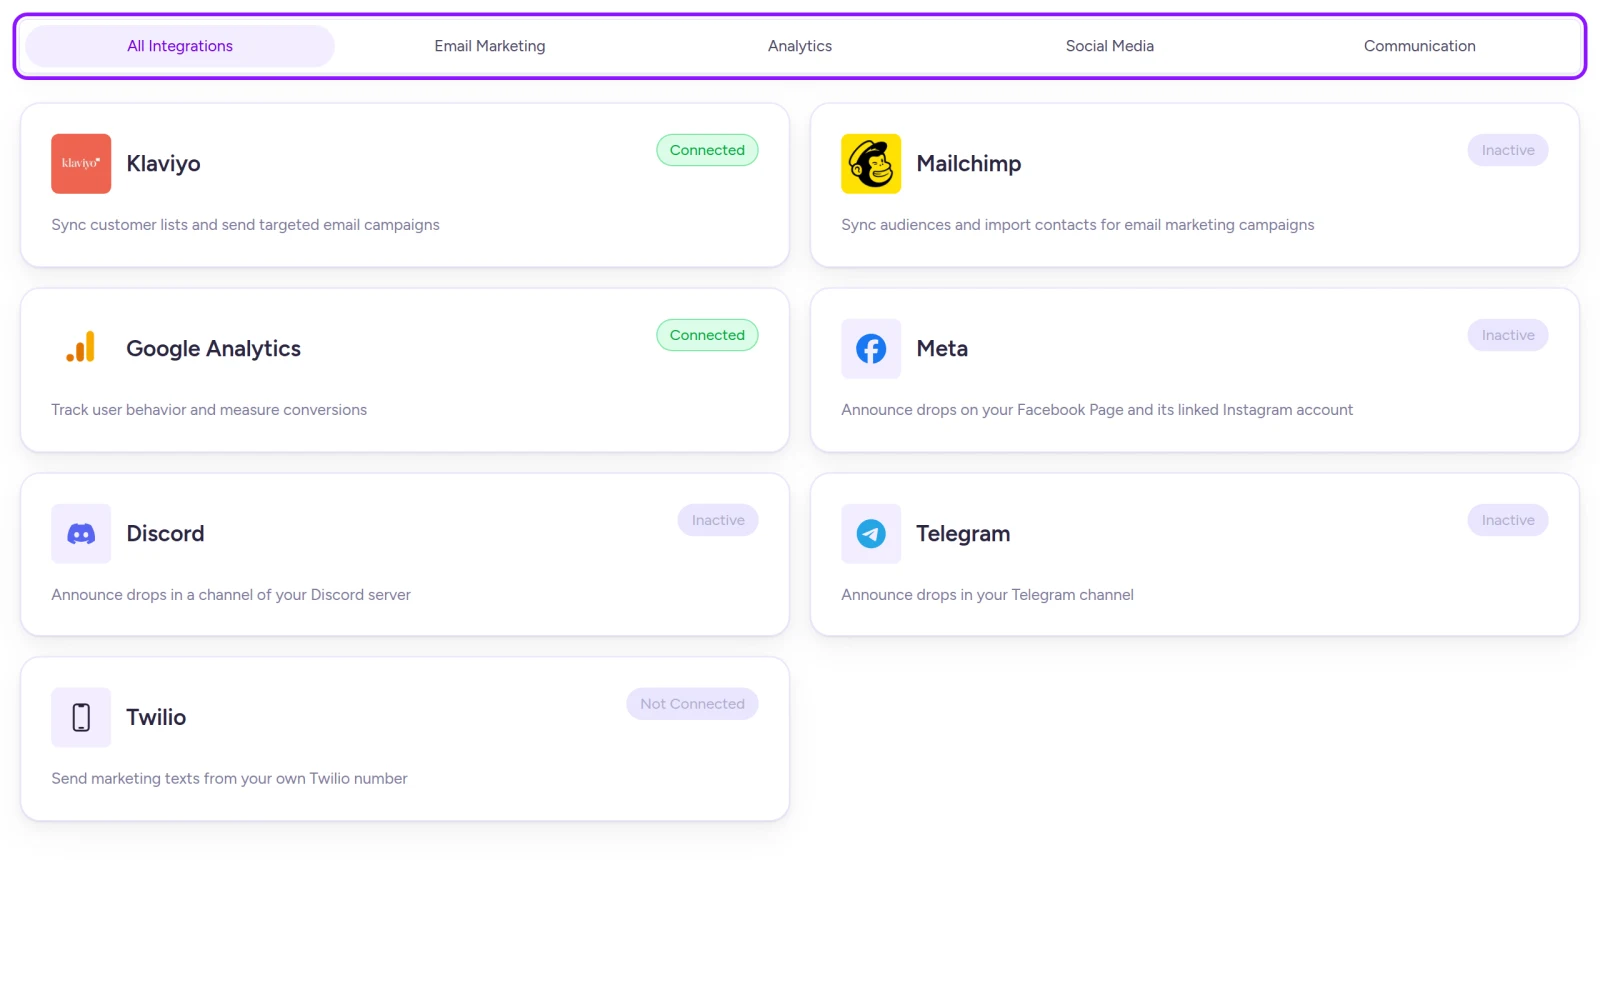 All Integrations
Email Marketing
Analytics
Social Media
Communication
klaviyo
Klaviyo
Connected
Sync customer lists and send targeted email campaigns
Mailchimp
Inactive
Sync audiences and import contacts for email marketing campaigns
Google Analytics
Connected
Track user behavior and measure conversions
Meta
Inactive
Announce drops on your Facebook Page and its linked Instagram account
Discord
Inactive
Announce drops in a channel of your Discord server
Telegram
Inactive
Announce drops in your Telegram channel
Twilio
Not Connected
Send marketing texts from your own Twilio number